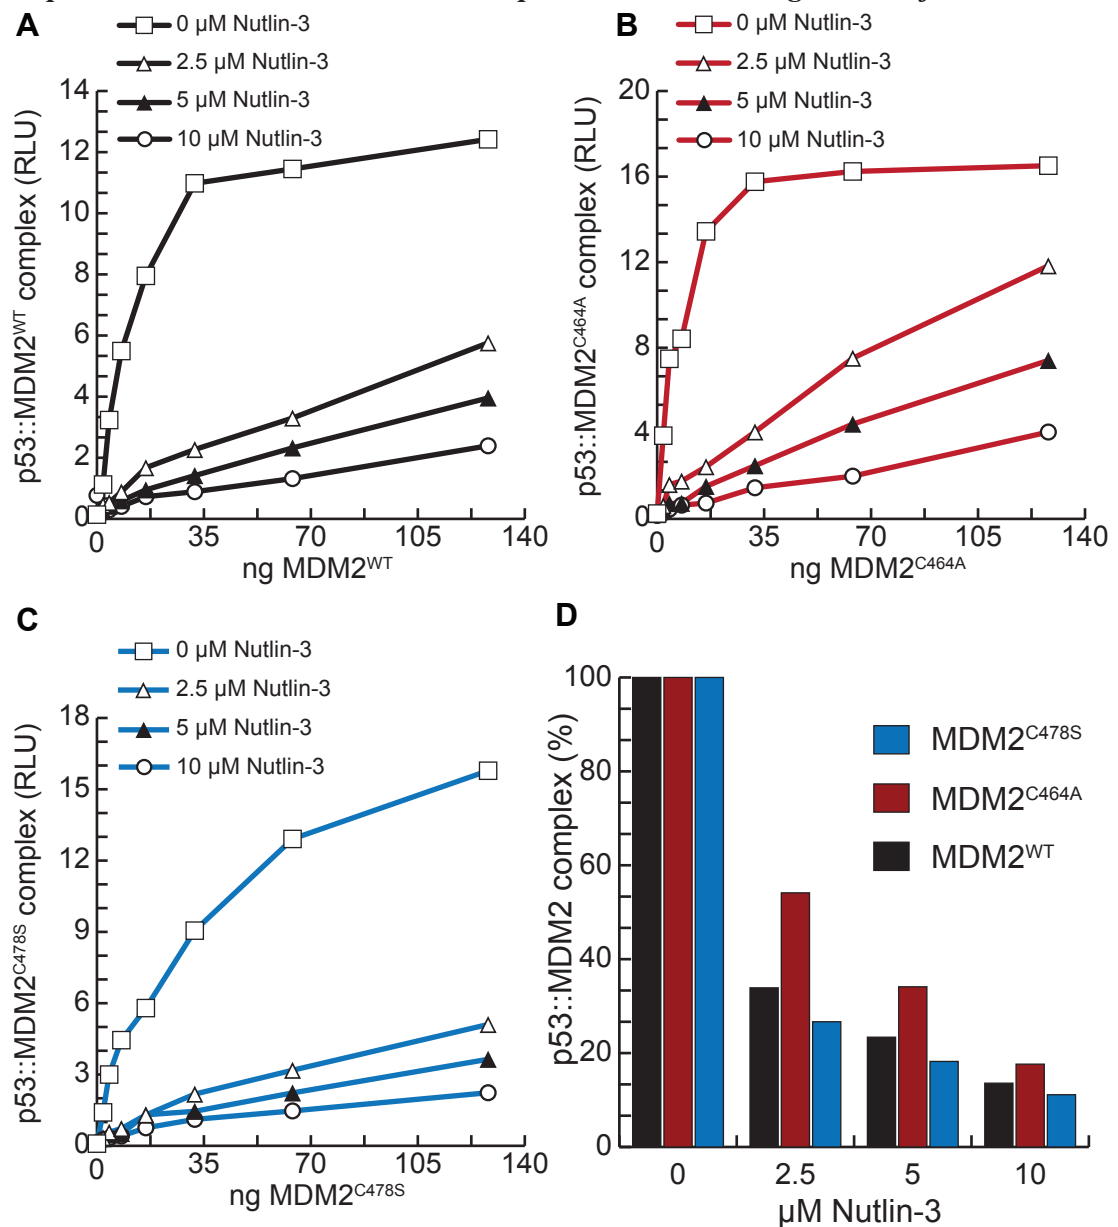 A
0 µM Nutlin-3
2.5 µM Nutlin-3
5 µM Nutlin-3
10 µM Nutlin-3
p53::MDM2WT complex (RLU)
14
12
10
8
6
4
2
0
0 35 70 105 140
ng MDM2WT
B
0 µM Nutlin-3
2.5 µM Nutlin-3
5 µM Nutlin-3
10 µM Nutlin-3
p53::MDM2C464A complex (RLU)
20
16
12
8
4
0
0 35 70 105 140
ng MDM2C464A
C
0 µM Nutlin-3
2.5 µM Nutlin-3
5 µM Nutlin-3
10 µM Nutlin-3
p53::MDM2C478S complex (RLU)
18
15
12
9
6
3
0
0 35 70 105 140
ng MDM2C478S
D
p53::MDM2 complex (%)
100
80
60
40
20
0
MDM2C478S
MDM2C464A
MDM2WT
0 2.5 5 10
µM Nutlin-3